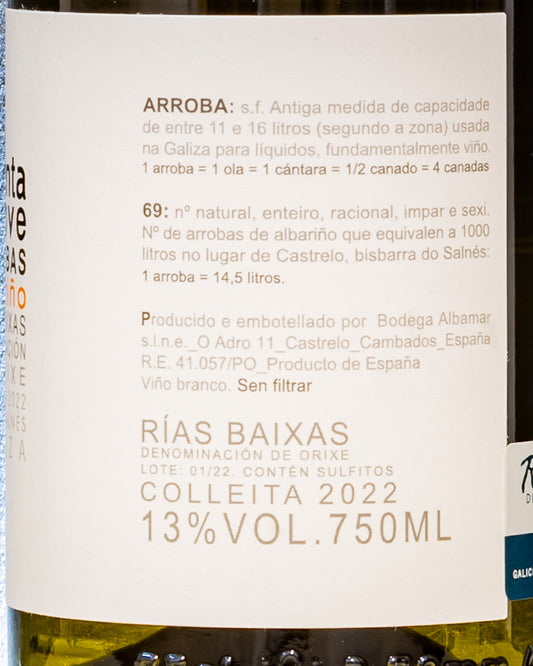 ARROBA: s.f. Antiga medida de capacidade
de entre 11 e 16 litros (segundo a zona) usada
na Galiza para líquidos, fundamentalmente viño.
1 arroba = 1 ola = 1 cántara = 1/2 canado = 4 canadas
69: nº natural, enteiro, racional, impar e sexi.
Nº de arrobas de albariño que equivalen a 1000
litros no lugar de Castrelo, bisbarra do Salnés:
1 arroba = 14,5 litros.
Producido e embotellado por Bodega Albamar
s.l.n.e._O Adro 11_Castrelo_Cambados_España
R.E. 41.057/PO_Producto de España
Viño branco. Sen filtrar
RÍAS BAIXAS
DENOMINACIÓN DE ORIXE
LOTE: 01/22. CONTÉN SULFITOS
COLLEITA 2022
13%VOL.750ML